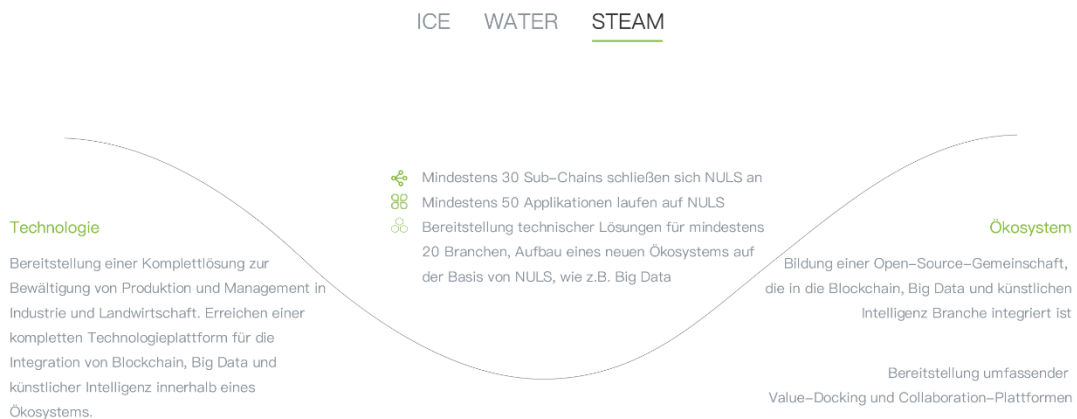 ICE WATER STEAM
Mindestens 30 Sub-Chains schließen sich NULS an
Mindestens 50 Applikationen laufen auf NULS
Bereitstellung technischer Lösungen für mindestens
20 Branchen, Aufbau eines neuen Ökosystems auf
der Basis von NULS, wie z.B. Big Data
Technologie
Bereitstellung einer Komplettlösung zur
Bewältigung von Produktion und Management in
Industrie und Landwirtschaft. Erreichen einer
kompletten Technologieplattform für die
Integration von Blockchain, Big Data und
künstlicher Intelligenz innerhalb eines
Ökosystems.
Ökosystem
Bildung einer Open-Source-Gemeinschaft,
die in die Blockchain, Big Data und künstlichen
Intelligenz Branche integriert ist
Bereitstellung umfassender
Value-Docking und Collaboration-Plattformen